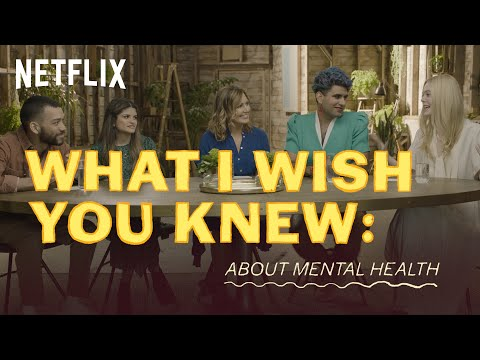 NETFLIX
WHAT I WISH
YOU KNEW:
ABOUT MENTAL HEALTH